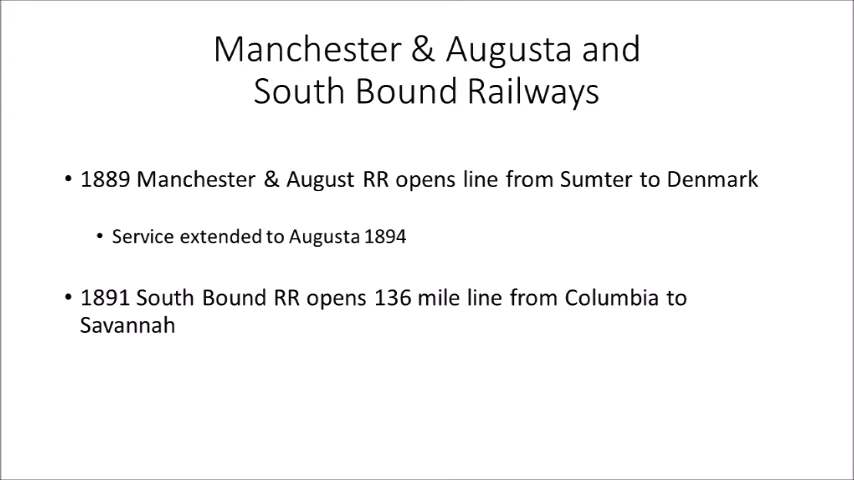 Manchester & Augusta and
South Bound Railways
• 1889 Manchester & August RR opens line from Sumter to Denmark
• Service extended to Augusta 1894
• 1891 South Bound RR opens 136 mile line from Columbia to
Savannah